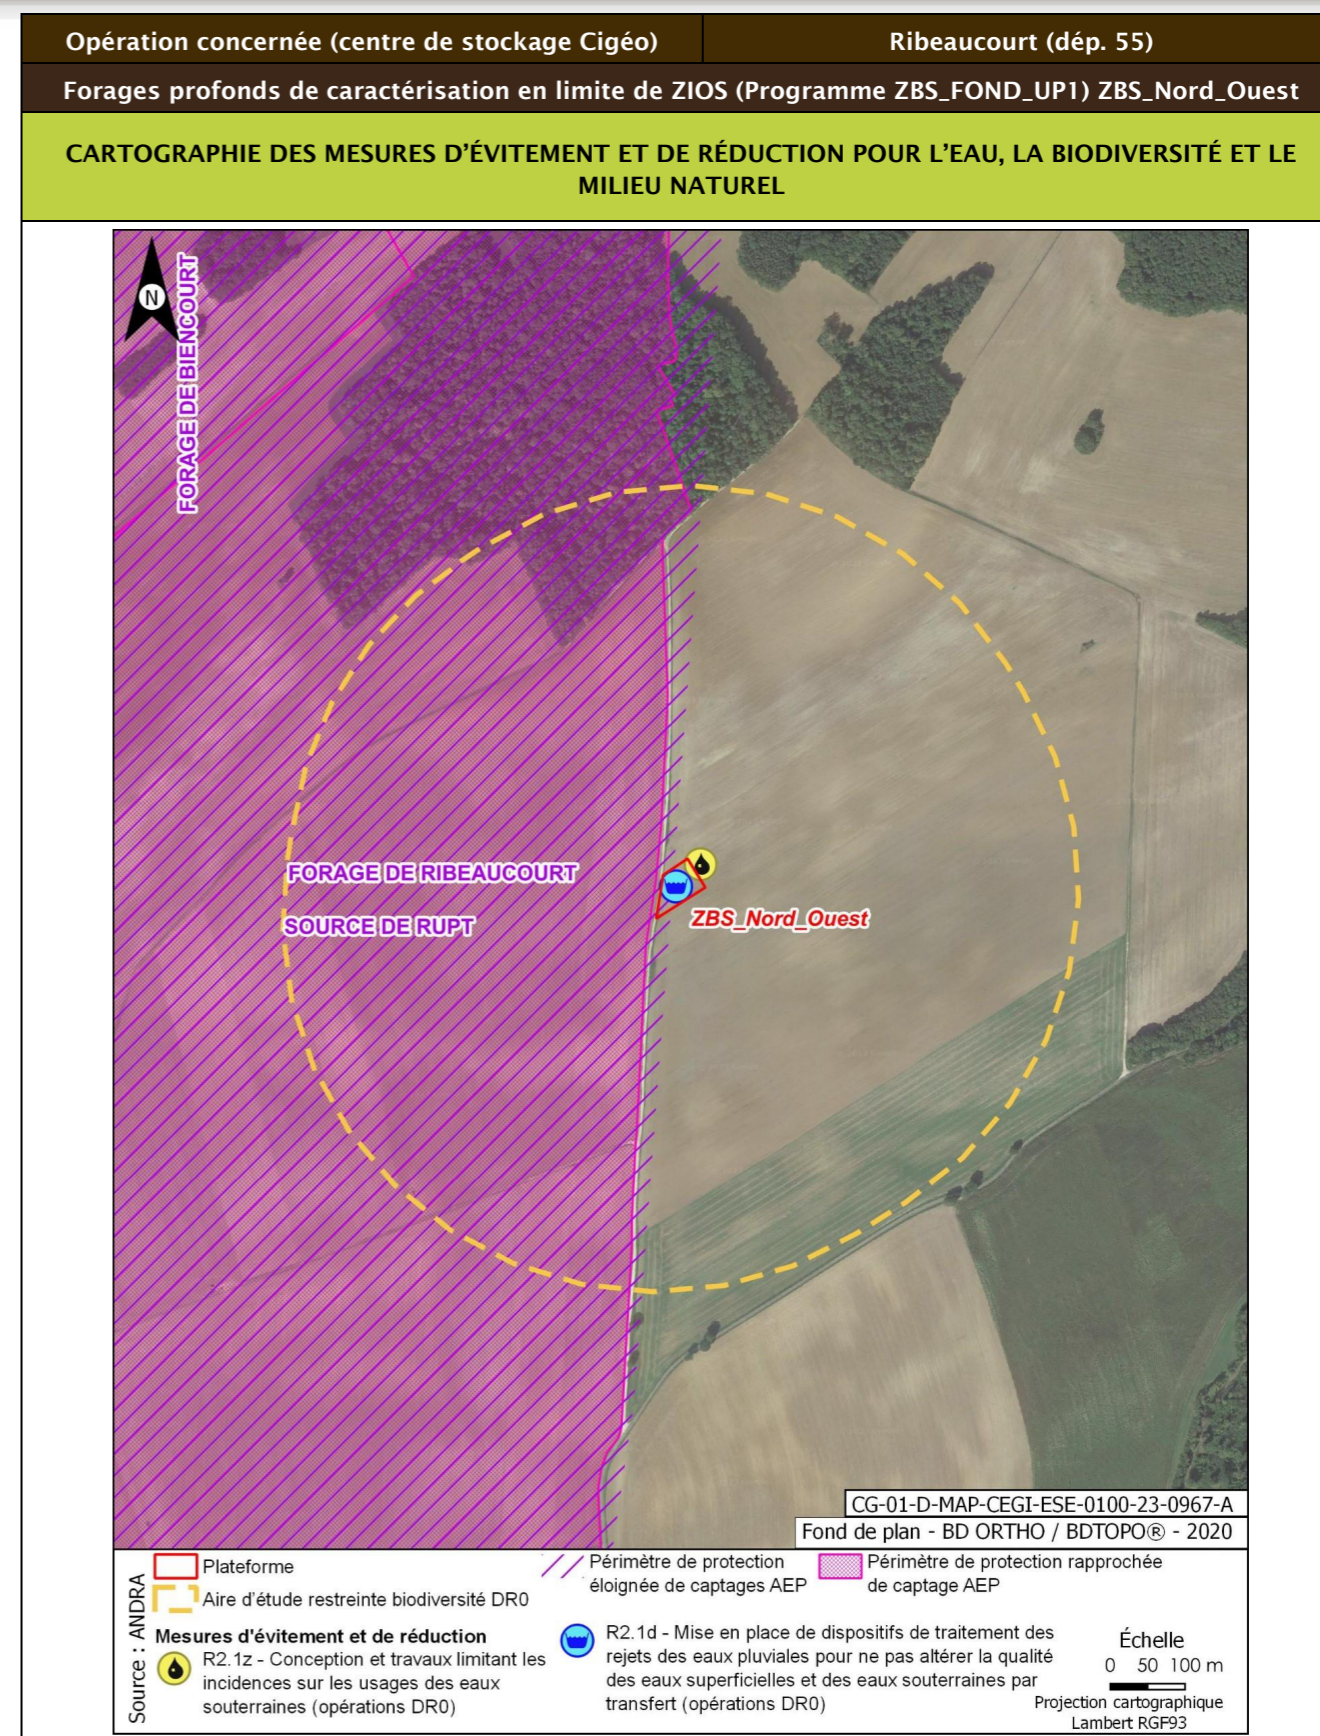 Opération concernée (centre de stockage Cigéo)
Ribeaucourt (dép. 55)
Forages profonds de caractérisation en limite de ZIOS (Programme ZBS_FOND_UP1) ZBS_Nord_Ouest
CARTOGRAPHIE DES MESURES D'ÉVITEMENT ET DE RÉDUCTION POUR L'EAU, LA BIODIVERSITÉ ET LE
MILIEU NATUREL
N
FORAGE DE BIENCOURT
FORAGE DE RIBEAUCOURT
SOURCE DE RUPT
ZBS_Nord_Ouest
CG-01-D-MAP-CEGI-ESE-0100-23-0967-A
Fond de plan - BD ORTHO / BDTOPO® - 2020
Source : ANDRA
Plateforme
Aire d'étude restreinte biodiversité DR0
Périmètre de protection
éloignée de captages AEP
Périmètre de protection rapprochée
de captage AEP
Mesures d'évitement et de réduction
R2.1z - Conception et travaux limitant les
incidences sur les usages des eaux
souterraines (opérations DR0)
R2.1d - Mise en place de dispositifs de traitement des
rejets des eaux pluviales pour ne pas altérer la qualité
des eaux superficielles et des eaux souterraines par
transfert (opérations DR0)
Échelle
0 50 100 m
Projection cartographique
Lambert RGF93